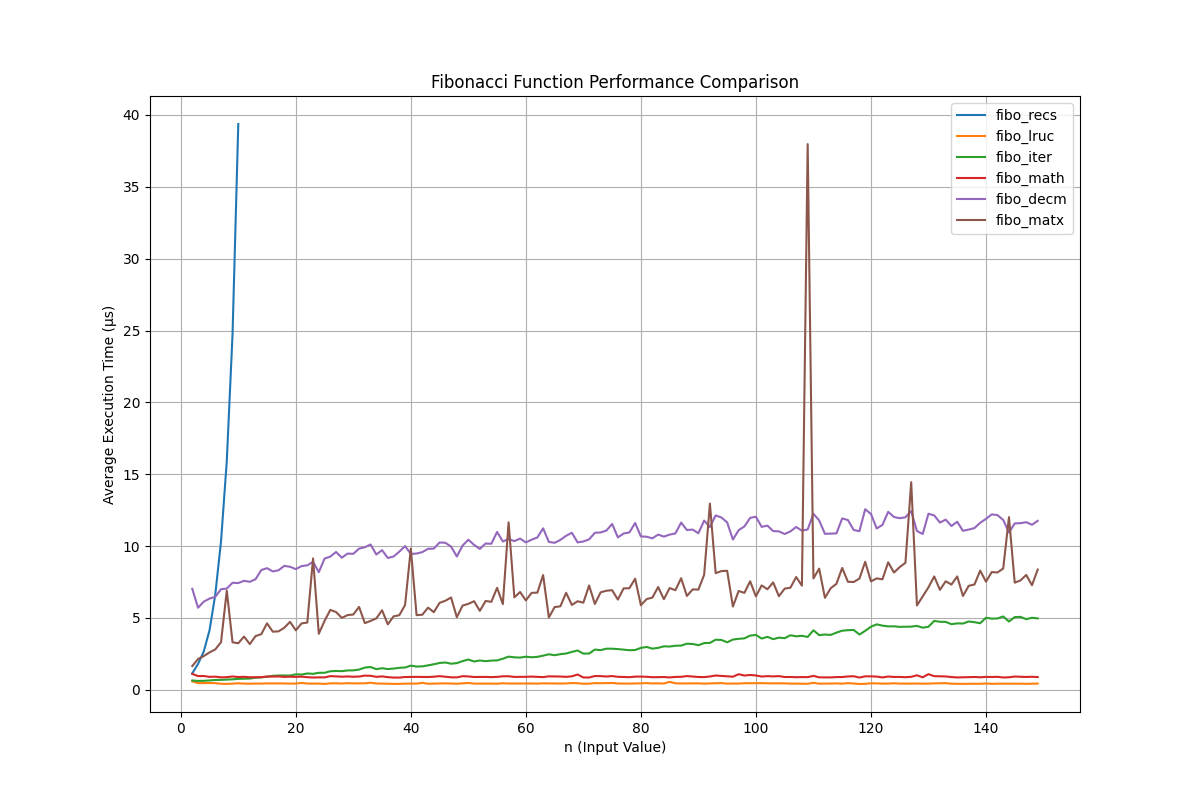 Fibonacci Function Performance Comparison
fibo_recs
fibo_lruc
fibo_iter
fibo_math
fibo_decm
fibo_matx
Average Execution Time (µs)
40
35
30
25
20
15
10
5
0
0 20 40 60 80 100 120 140
n (Input Value)